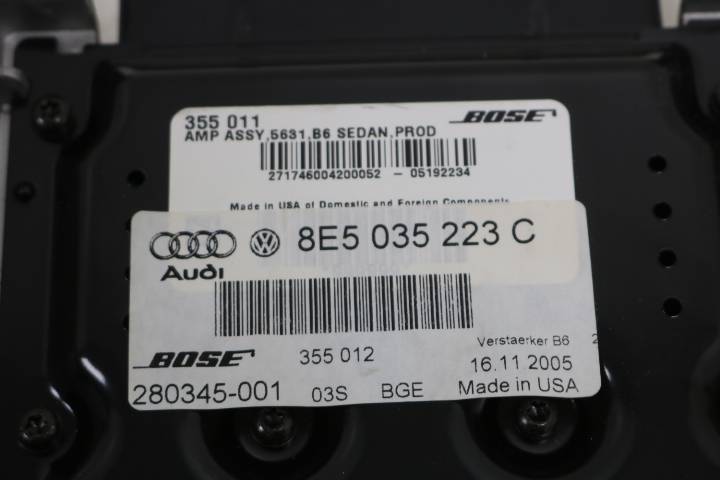 355 011
BOSE
AMP ASSY,5631,B6 SEDAN,PROD
271746004200052 - 05192234
Made in USA of Domestic and Foreign Components
Audi
8E5 035 223 C
BOSE
355 012
Verstaerker B6
16.11 2005
280345-001
03S
BGE
Made in USA